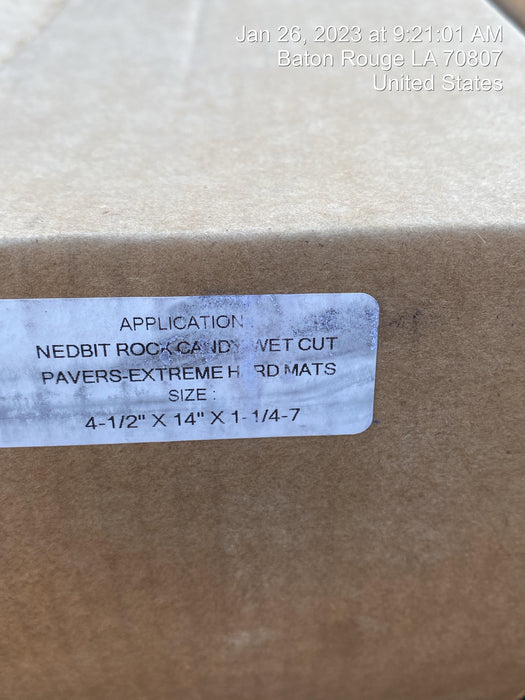 Jan 26, 2023 at 9:21:01 AM
Baton Rouge LA 70807
United States
APPLICATION :
NEDBIT ROCK CANDY WET CUT
PAVERS-EXTREME HARD MATS
SIZE :
4-1/2" X 14" X 1-1/4-7